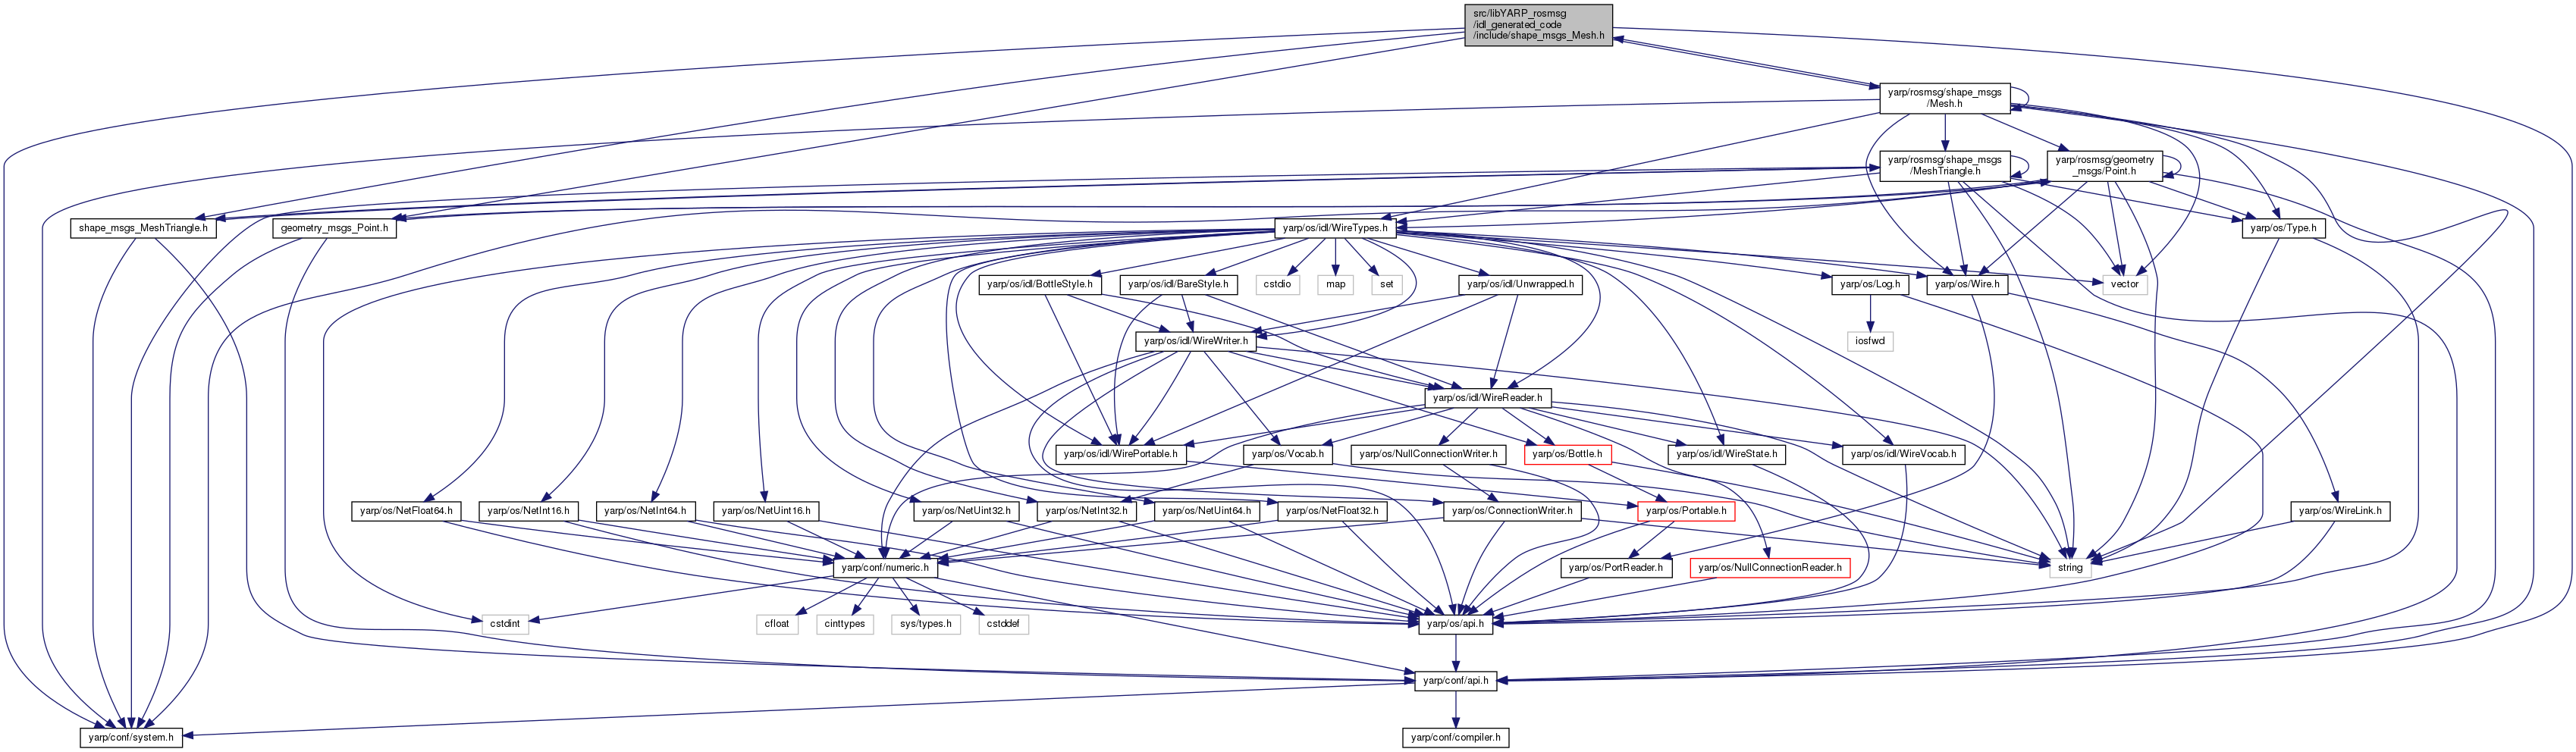 src/libYARP_rosmsg
/idl_generated_code
/include/shape_msgs_Mesh.h
yarp/rosmsg/shape_msgs
/Mesh.h
yarp/rosmsg/shape_msgs
/MeshTriangle.h
yarp/rosmsg/geometry
_msgs/Point.h
shape_msgs_MeshTriangle.h
geometry_msgs_Point.h
yarp/os/idl/WireTypes.h
yarp/os/Type.h
yarp/os/idl/BottleStyle.h
yarp/os/idl/BareStyle.h
cstdio
map
set
yarp/os/idl/Unwrapped.h
yarp/os/Log.h
yarp/os/Wire.h
vector
yarp/os/idl/WireWriter.h
iosfwd
yarp/os/idl/WireReader.h
yarp/os/idl/WirePortable.h
yarp/os/Vocab.h
yarp/os/NullConnectionWriter.h
yarp/os/Bottle.h
yarp/os/idl/WireState.h
yarp/os/idl/WireVocab.h
yarp/os/NetFloat64.h
yarp/os/NetInt16.h
yarp/os/NetInt64.h
yarp/os/NetUint16.h
yarp/os/NetUint32.h
yarp/os/NetInt32.h
yarp/os/NetUint64.h
yarp/os/NetFloat32.h
yarp/os/ConnectionWriter.h
yarp/os/Portable.h
yarp/os/WireLink.h
yarp/conf/numeric.h
yarp/os/PortReader.h
yarp/os/NullConnectionReader.h
string
cstdint
cfloat
cinttypes
sys/types.h
cstddef
yarp/os/api.h
yarp/conf/api.h
yarp/conf/system.h
yarp/conf/compiler.h